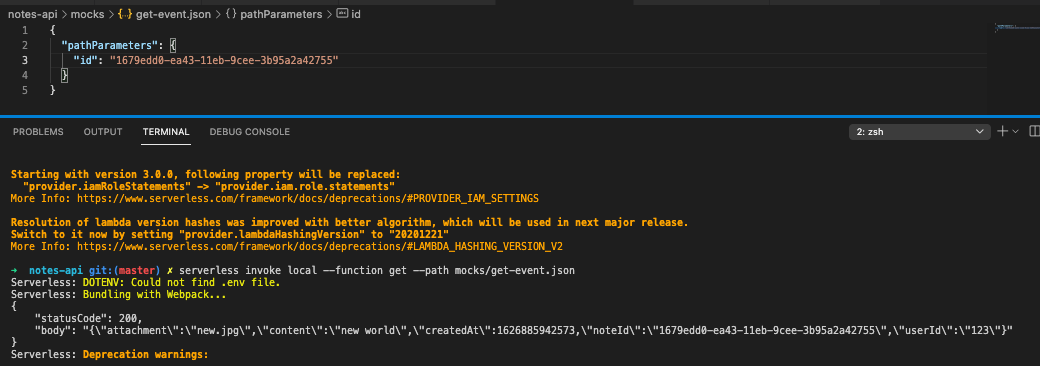 notes-api > mocks > {..} get-event.json > { } pathParameters > abc id
1 {
2 "pathParameters": {
3 "id": "1679edd0-ea43-11eb-9cee-3b95a2a42755"
4 }
5 }
PROBLEMS OUTPUT TERMINAL DEBUG CONSOLE 2: zsh
Starting with version 3.0.0, following property will be replaced:
"provider.iamRoleStatements" -> "provider.iam.role.statements"
More Info: https://www.serverless.com/framework/docs/deprecations/#PROVIDER_IAM_SETTINGS
Resolution of lambda version hashes was improved with better algorithm, which will be used in next major release.
Switch to it now by setting "provider.lambdaHashingVersion" to "20201221"
More Info: https://www.serverless.com/framework/docs/deprecations/#LAMBDA_HASHING_VERSION_V2
➜ notes-api git:(master) ✗ serverless invoke local --function get --path mocks/get-event.json
Serverless: DOTENV: Could not find .env file.
Serverless: Bundling with Webpack...
{
"statusCode": 200,
"body": "{\"attachment\":\"new.jpg\",\"content\":\"new world\",\"createdAt\":1626885942573,\"noteId\":\"1679edd0-ea43-11eb-9cee-3b95a2a42755\",\"userId\":\"123\"}"
}
Serverless: Deprecation warnings: